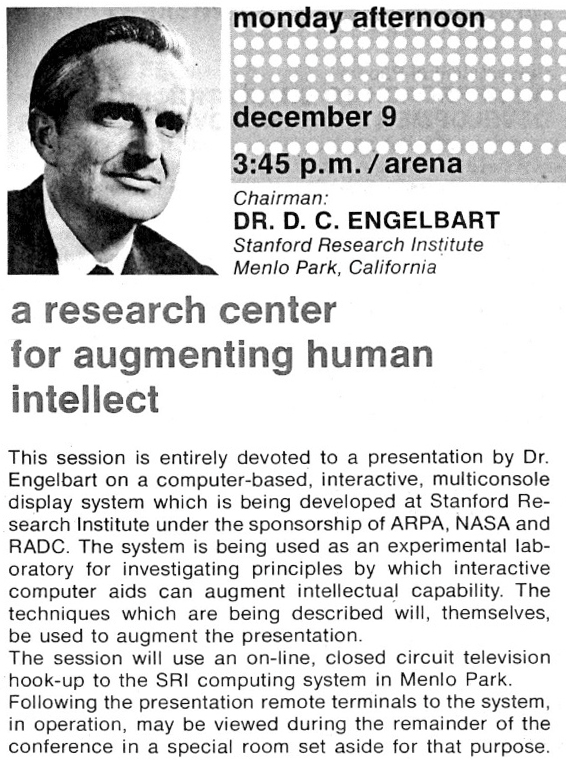 monday afternoon
december 9
3:45 p.m. / arena
Chairman:
DR. D. C. ENGELBART
Stanford Research Institute
Menlo Park, California
a research center
for augmenting human
intellect
This session is entirely devoted to a presentation by Dr.
Engelbart on a computer-based, interactive, multiconsole
display system which is being developed at Stanford Re-
search Institute under the sponsorship of ARPA, NASA and
RADC. The system is being used as an experimental lab-
oratory for investigating principles by which interactive
computer aids can augment intellectual capability. The
techniques which are being described will, themselves,
be used to augment the presentation.
The session will use an on-line, closed circuit television
hook-up to the SRI computing system in Menlo Park.
Following the presentation remote terminals to the system,
in operation, may be viewed during the remainder of the
conference in a special room set aside for that purpose.